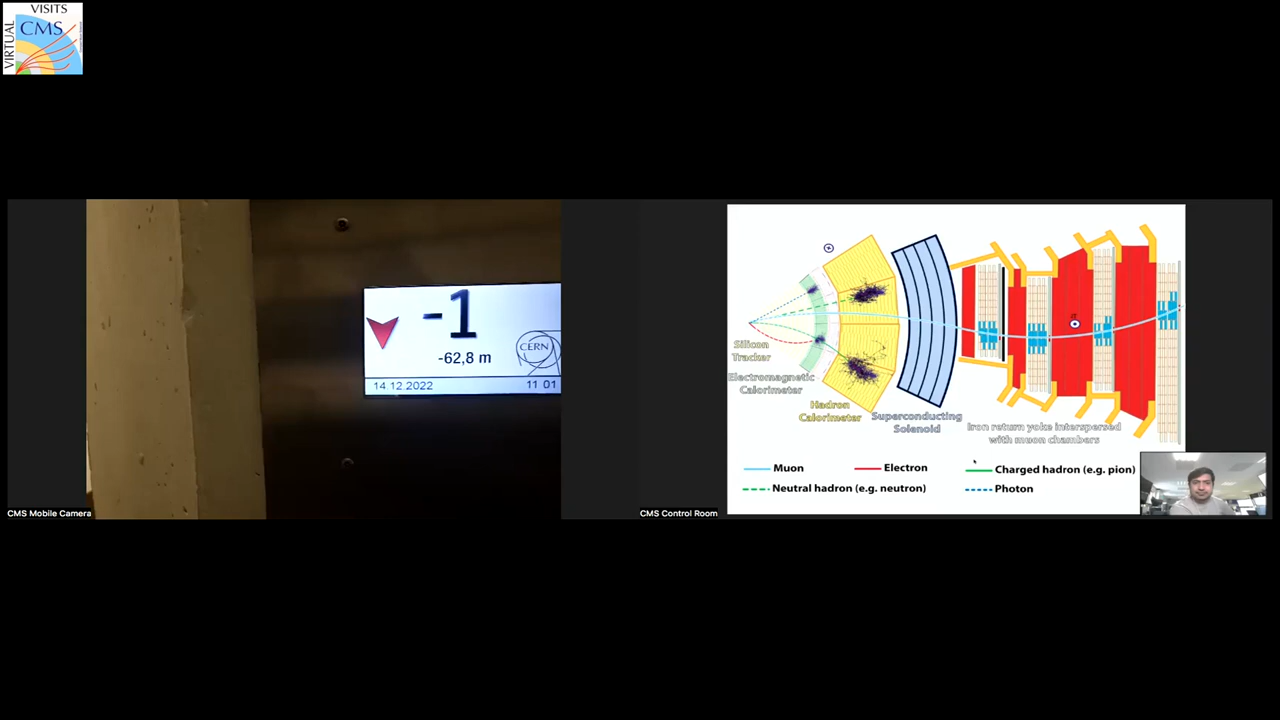 VISITS
CMS
VIRTUAL
-1
-62,8 m
CERN
14.12.2022
11 01
CMS Mobile Camera
Silicon
Tracker
Electromagnetic
Calorimeter
Hadron
Calorimeter
Superconducting
Solenoid
Iron return yoke interspersed
with muon chambers
Muon
Electron
Charged hadron (e.g. pion)
Neutral hadron (e.g. neutron)
Photon
CMS Control Room